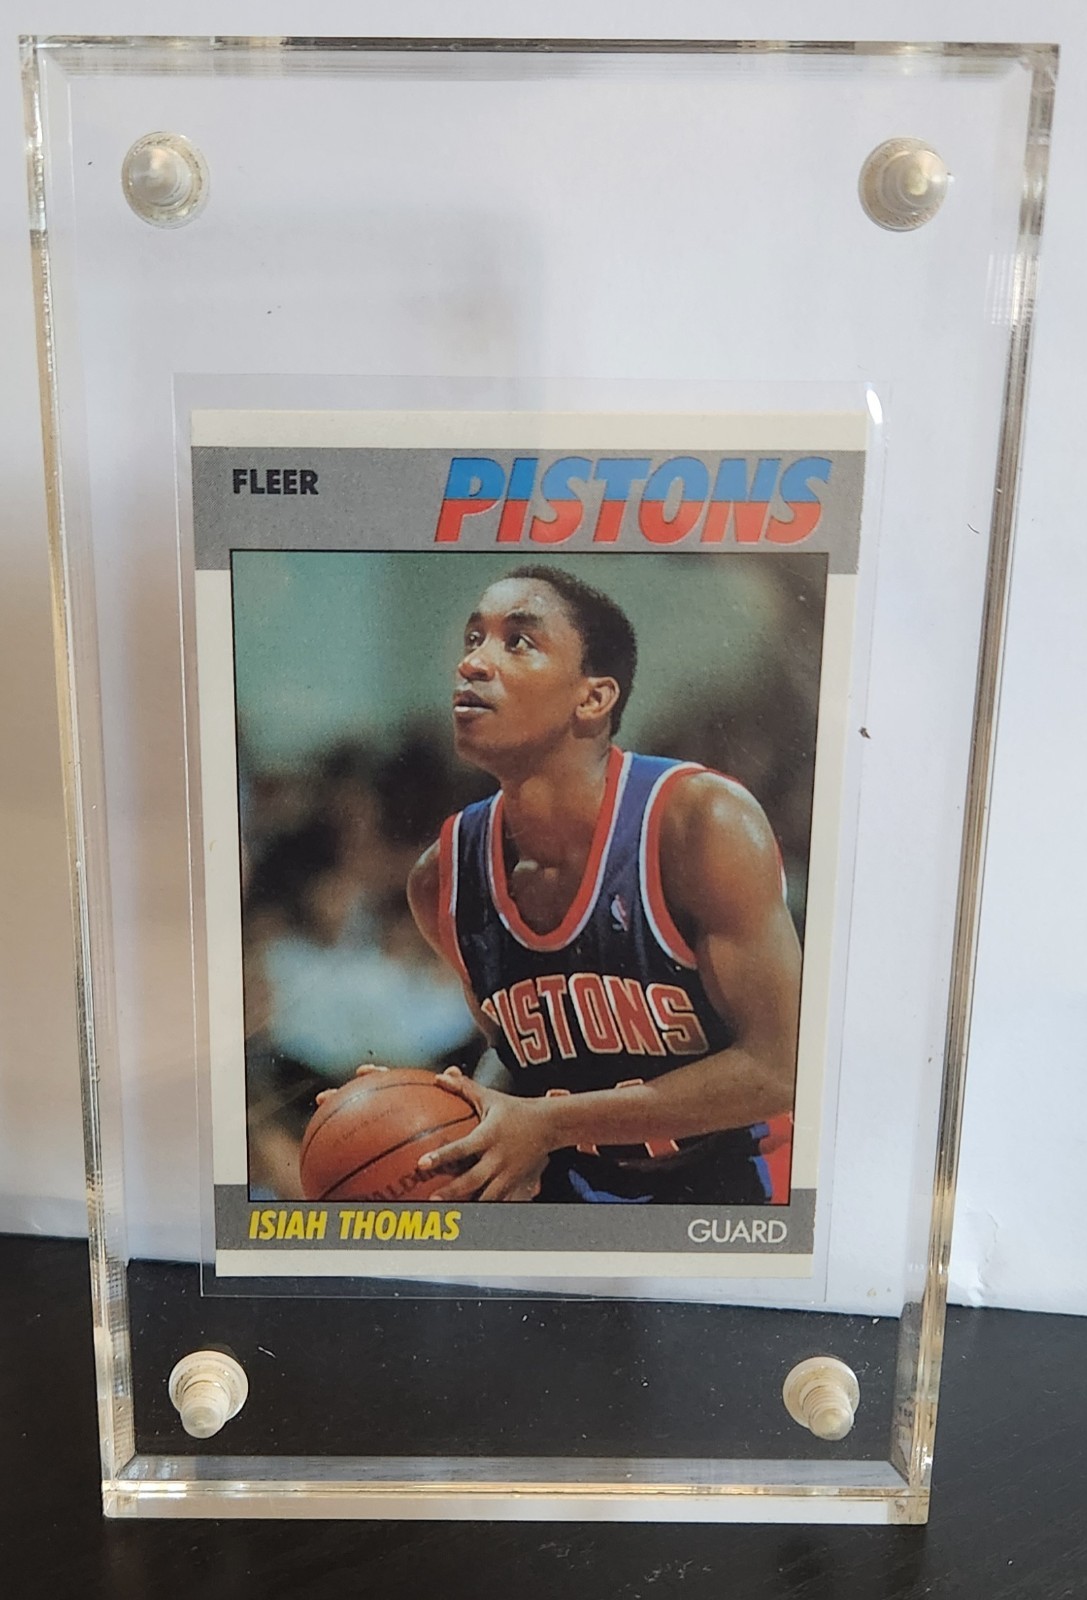 FLEER
PISTONS
PISTONS
ISIAH THOMAS
GUARD